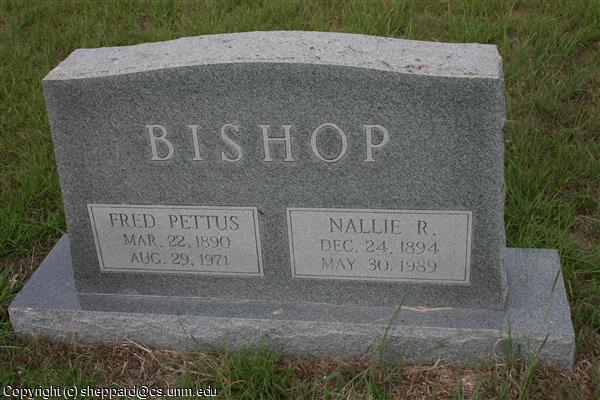 BISHOP
FRED PETTUS
MAR. 22, 1890
AUG. 29, 1971
NALLIE R.
DEC. 24, 1894
MAY 30, 1989
Copyright (c) sheppard@cs.unm.edu